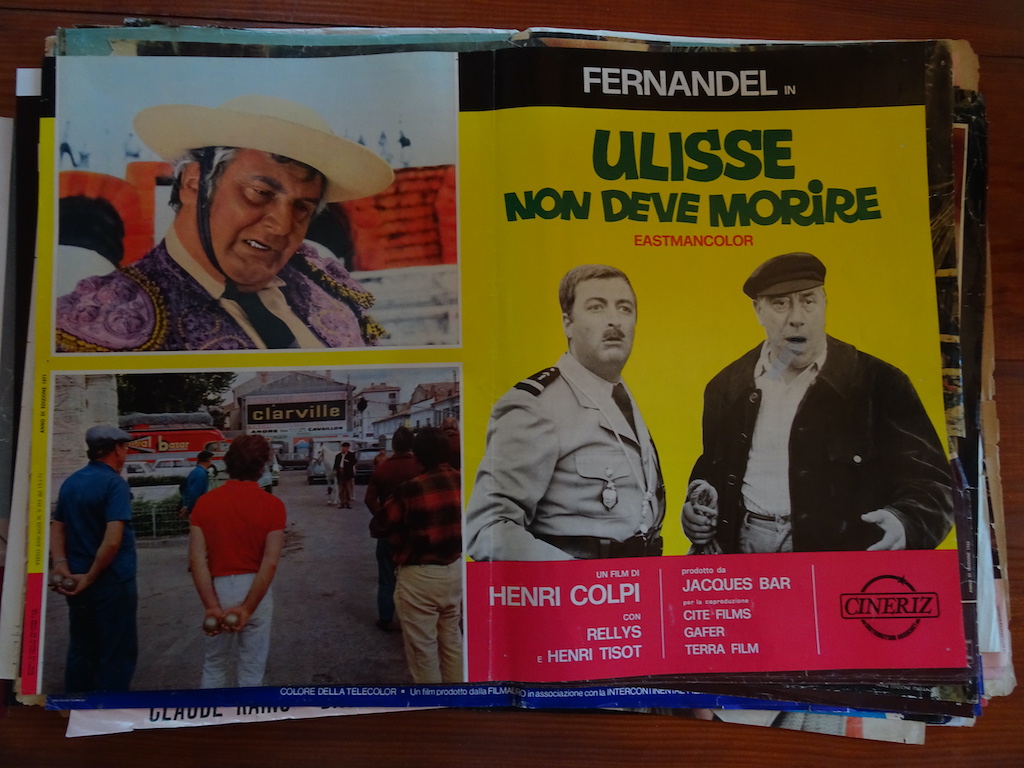 FERNANDEL IN
ULISSE
NON DEVE MORIRE
EASTMANCOLOR
clarville
bazar
UN FILM DI
HENRI COLPI
CON
RELLYS
E HENRI TISOT
prodotto da
JACQUES BAR
per la coproduzione
CITE FILMS
GAFER
TERRA FILM
CINERIZ
COLORE DELLA TELECOLOR • Un film prodotto dalla FILMAURO in associazione con la INTERCONTINENTAL
CLAUDE RAINS